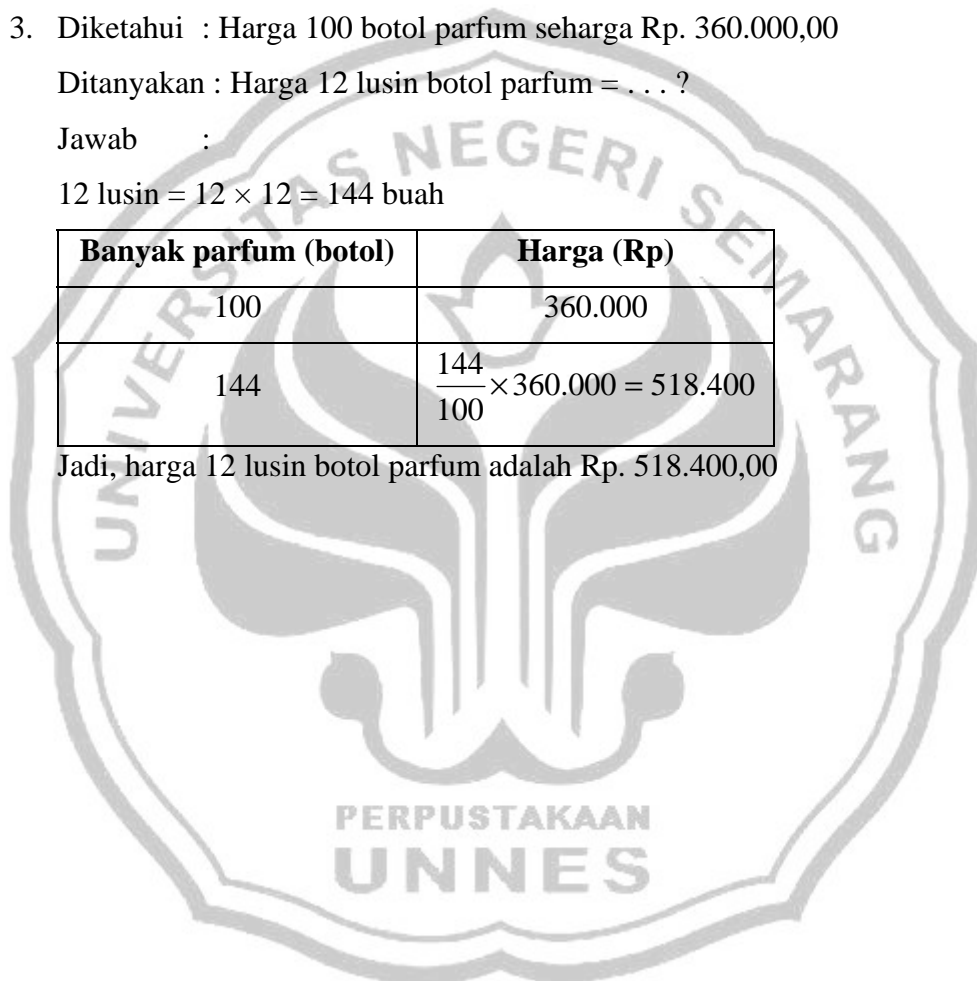 3. Diketahui : Harga 100 botol parfum seharga Rp. 360.000,00
Ditanyakan : Harga 12 lusin botol parfum = . . . ?
Jawab :
12 lusin = 12 × 12 = 144 buah
Banyak parfum (botol) Harga (Rp)
100 360.000
144 144/100 × 360.000 = 518.400
Jadi, harga 12 lusin botol parfum adalah Rp. 518.400,00
UNIVERSITAS NEGERI SEMARANG
PERPUSTAKAAN
UNNES